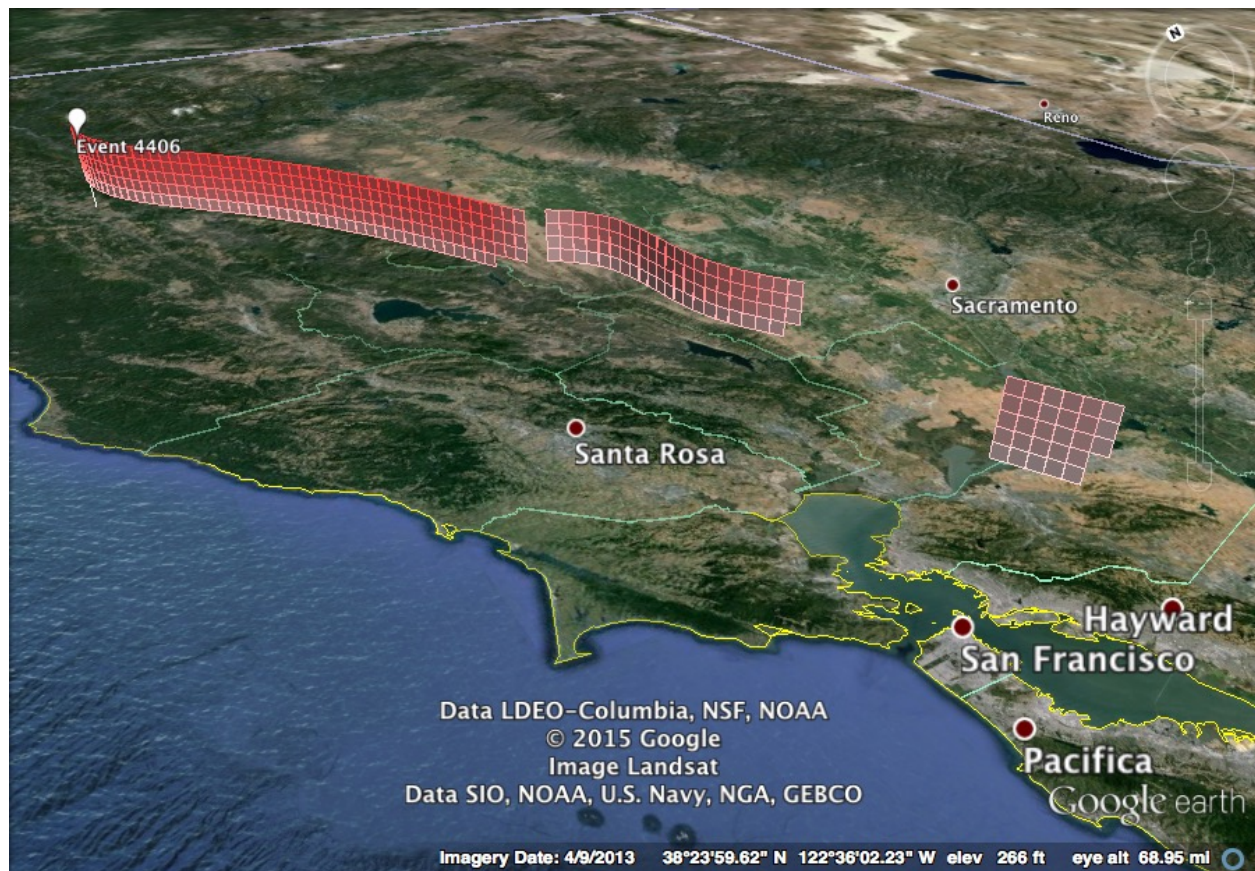 N
Reno
Event 4406
Sacramento
Santa Rosa
Hayward
San Francisco
Pacifica
Data LDEO-Columbia, NSF, NOAA
© 2015 Google
Image Landsat
Data SIO, NOAA, U.S. Navy, NGA, GEBCO
Google earth
Imagery Date: 4/9/2013 38°23'59.62" N 122°36'02.23" W elev 266 ft eye alt 68.95 mi